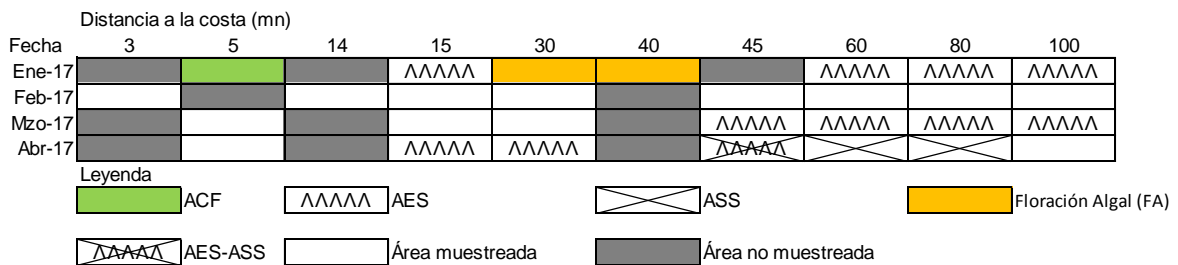 Distancia a la costa (mn)
Fecha 3 5 14 15 30 40 45 60 80 100
Ene-17 ΛΛΛΛΛ ΛΛΛΛΛ ΛΛΛΛΛ ΛΛΛΛΛ
Feb-17
Mzo-17 ΛΛΛΛΛ ΛΛΛΛΛ ΛΛΛΛΛ ΛΛΛΛΛ
Abr-17 ΛΛΛΛΛ ΛΛΛΛΛ ΛΛΛΛΛ
Leyenda
ACF ΛΛΛΛΛ AES ASS Floración Algal (FA)
ΛΛΛΛΛ AES-ASS Área muestreada Área no muestreada